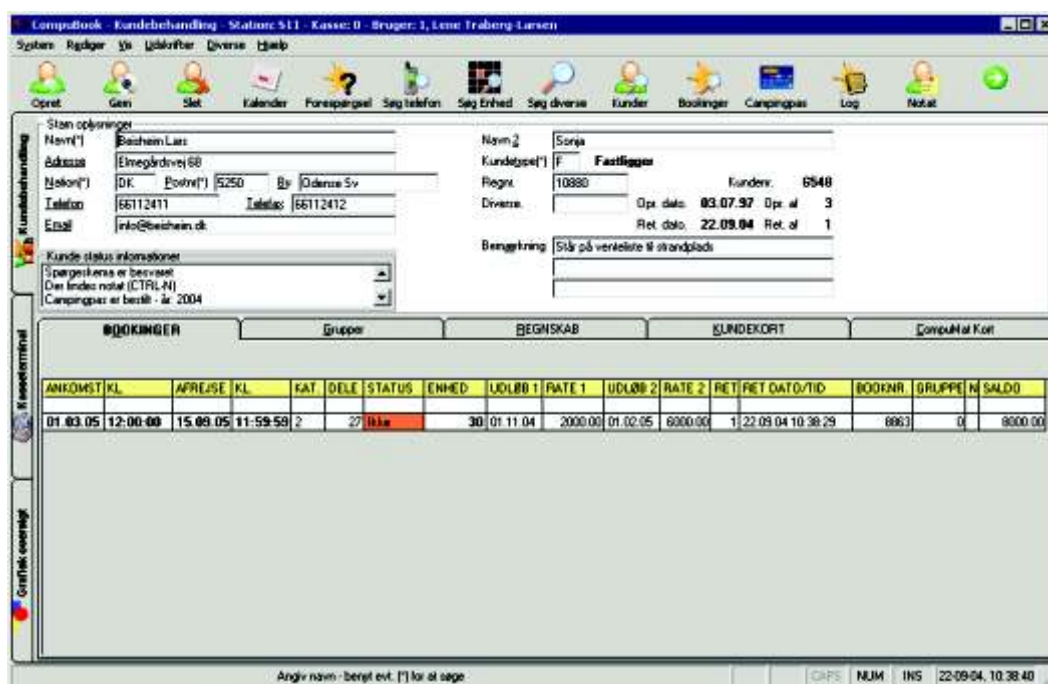 CompuBook - Kundebehandling - Station: 511 - Kasse: 0 - Bruger: 1, Lene Traberg-Larsen
System Rediger Vis Udskrifter Diverse Hjælp
Opret Gem Slet Kalender Forespørgsel Søg telefon Søg Enhed Søg diverse Kunder Bookinger Campingpas Log Notat
Kundebehandling
Kasseterminal
Grafisk oversigt
Stam oplysninger
Navn(*) Beisheim Lars
Adresse Elmegårdsvej 68
Nation(*) DK Postnr(*) 5250 By Odense Sv
Telefon 66112411 Telefax 66112412
Email info@beisheim.dk
Navn 2 Sonja
Kundetype(*) F Fastligger
Regnr. 10880 Kundenr. 6548
Diverse. Opr. dato. 03.07.97 Opr. af 3
Ret. dato. 22.09.04 Ret. af 1
Bemærkning Står på venteliste til strandplads
Kunde status informationer
Spørgeskema er besvaret
Der findes notat (CTRL-N)
Campingpas er bestilt - år: 2004
BOOKINGER Grupper REGNSKAB KUNDEKORT CompuMat Kort
ANKOMST KL AFREJSE KL. KAT. DELE STATUS ENHED UDLØB 1 RATE 1 UDLØB 2 RATE 2 RET RET DATO/TID BOOKNR. GRUPPE N SALDO
01.03.05 12:00:00 15.09.05 11:59:59 2 27 Ikke 30 01.11.04 2000.00 01.02.05 6000.00 1 22.09.04 10:38:29 8863 0 8000.00
Angiv navn - benyt evt. (*) for at søge CAPS NUM INS 22-09-04, 10:38:40